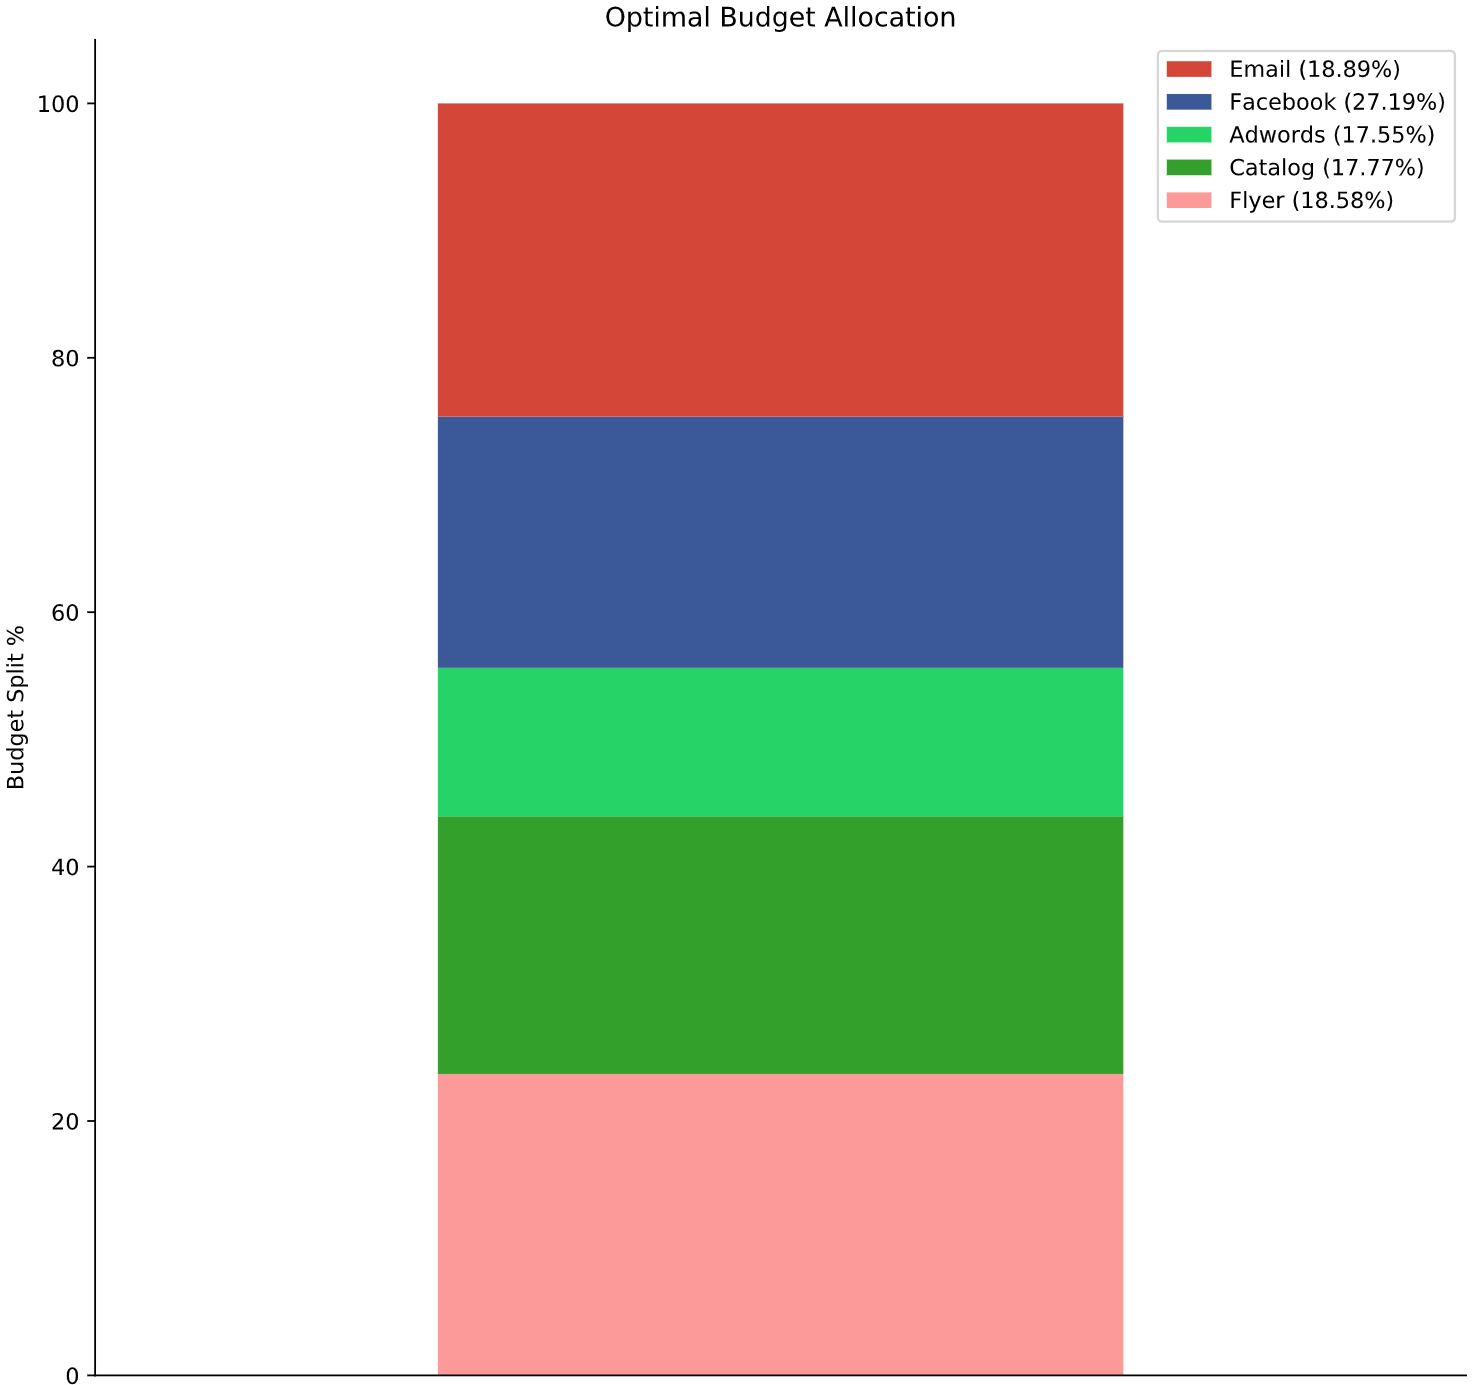 Optimal Budget Allocation
Email (18.89%)
Facebook (27.19%)
Adwords (17.55%)
Catalog (17.77%)
Flyer (18.58%)
Budget Split %
100
80
60
40
20
0